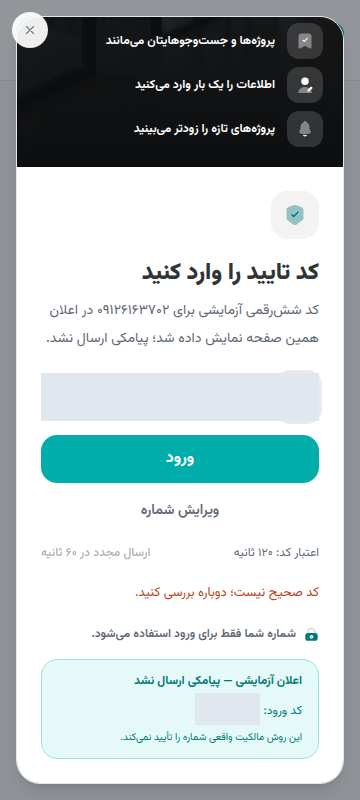 پروژه‌ها و جست‌وجوهایتان می‌مانند
اطلاعات را یک بار وارد می‌کنید
پروژه‌های تازه را زودتر می‌بینید
کد تایید را وارد کنید
کد شش‌رقمی آزمایشی برای ۰۹۱۲۶۱۶۳۷۰۲ در اعلان
همین صفحه نمایش داده شد؛ پیامکی ارسال نشد.
ورود
ویرایش شماره
اعتبار کد: ۱۲۰ ثانیه
ارسال مجدد در ۶۰ ثانیه
کد صحیح نیست؛ دوباره بررسی کنید.
شماره شما فقط برای ورود استفاده می‌شود.
اعلان آزمایشی — پیامکی ارسال نشد
کد ورود:
این روش مالکیت واقعی شماره را تأیید نمی‌کند.